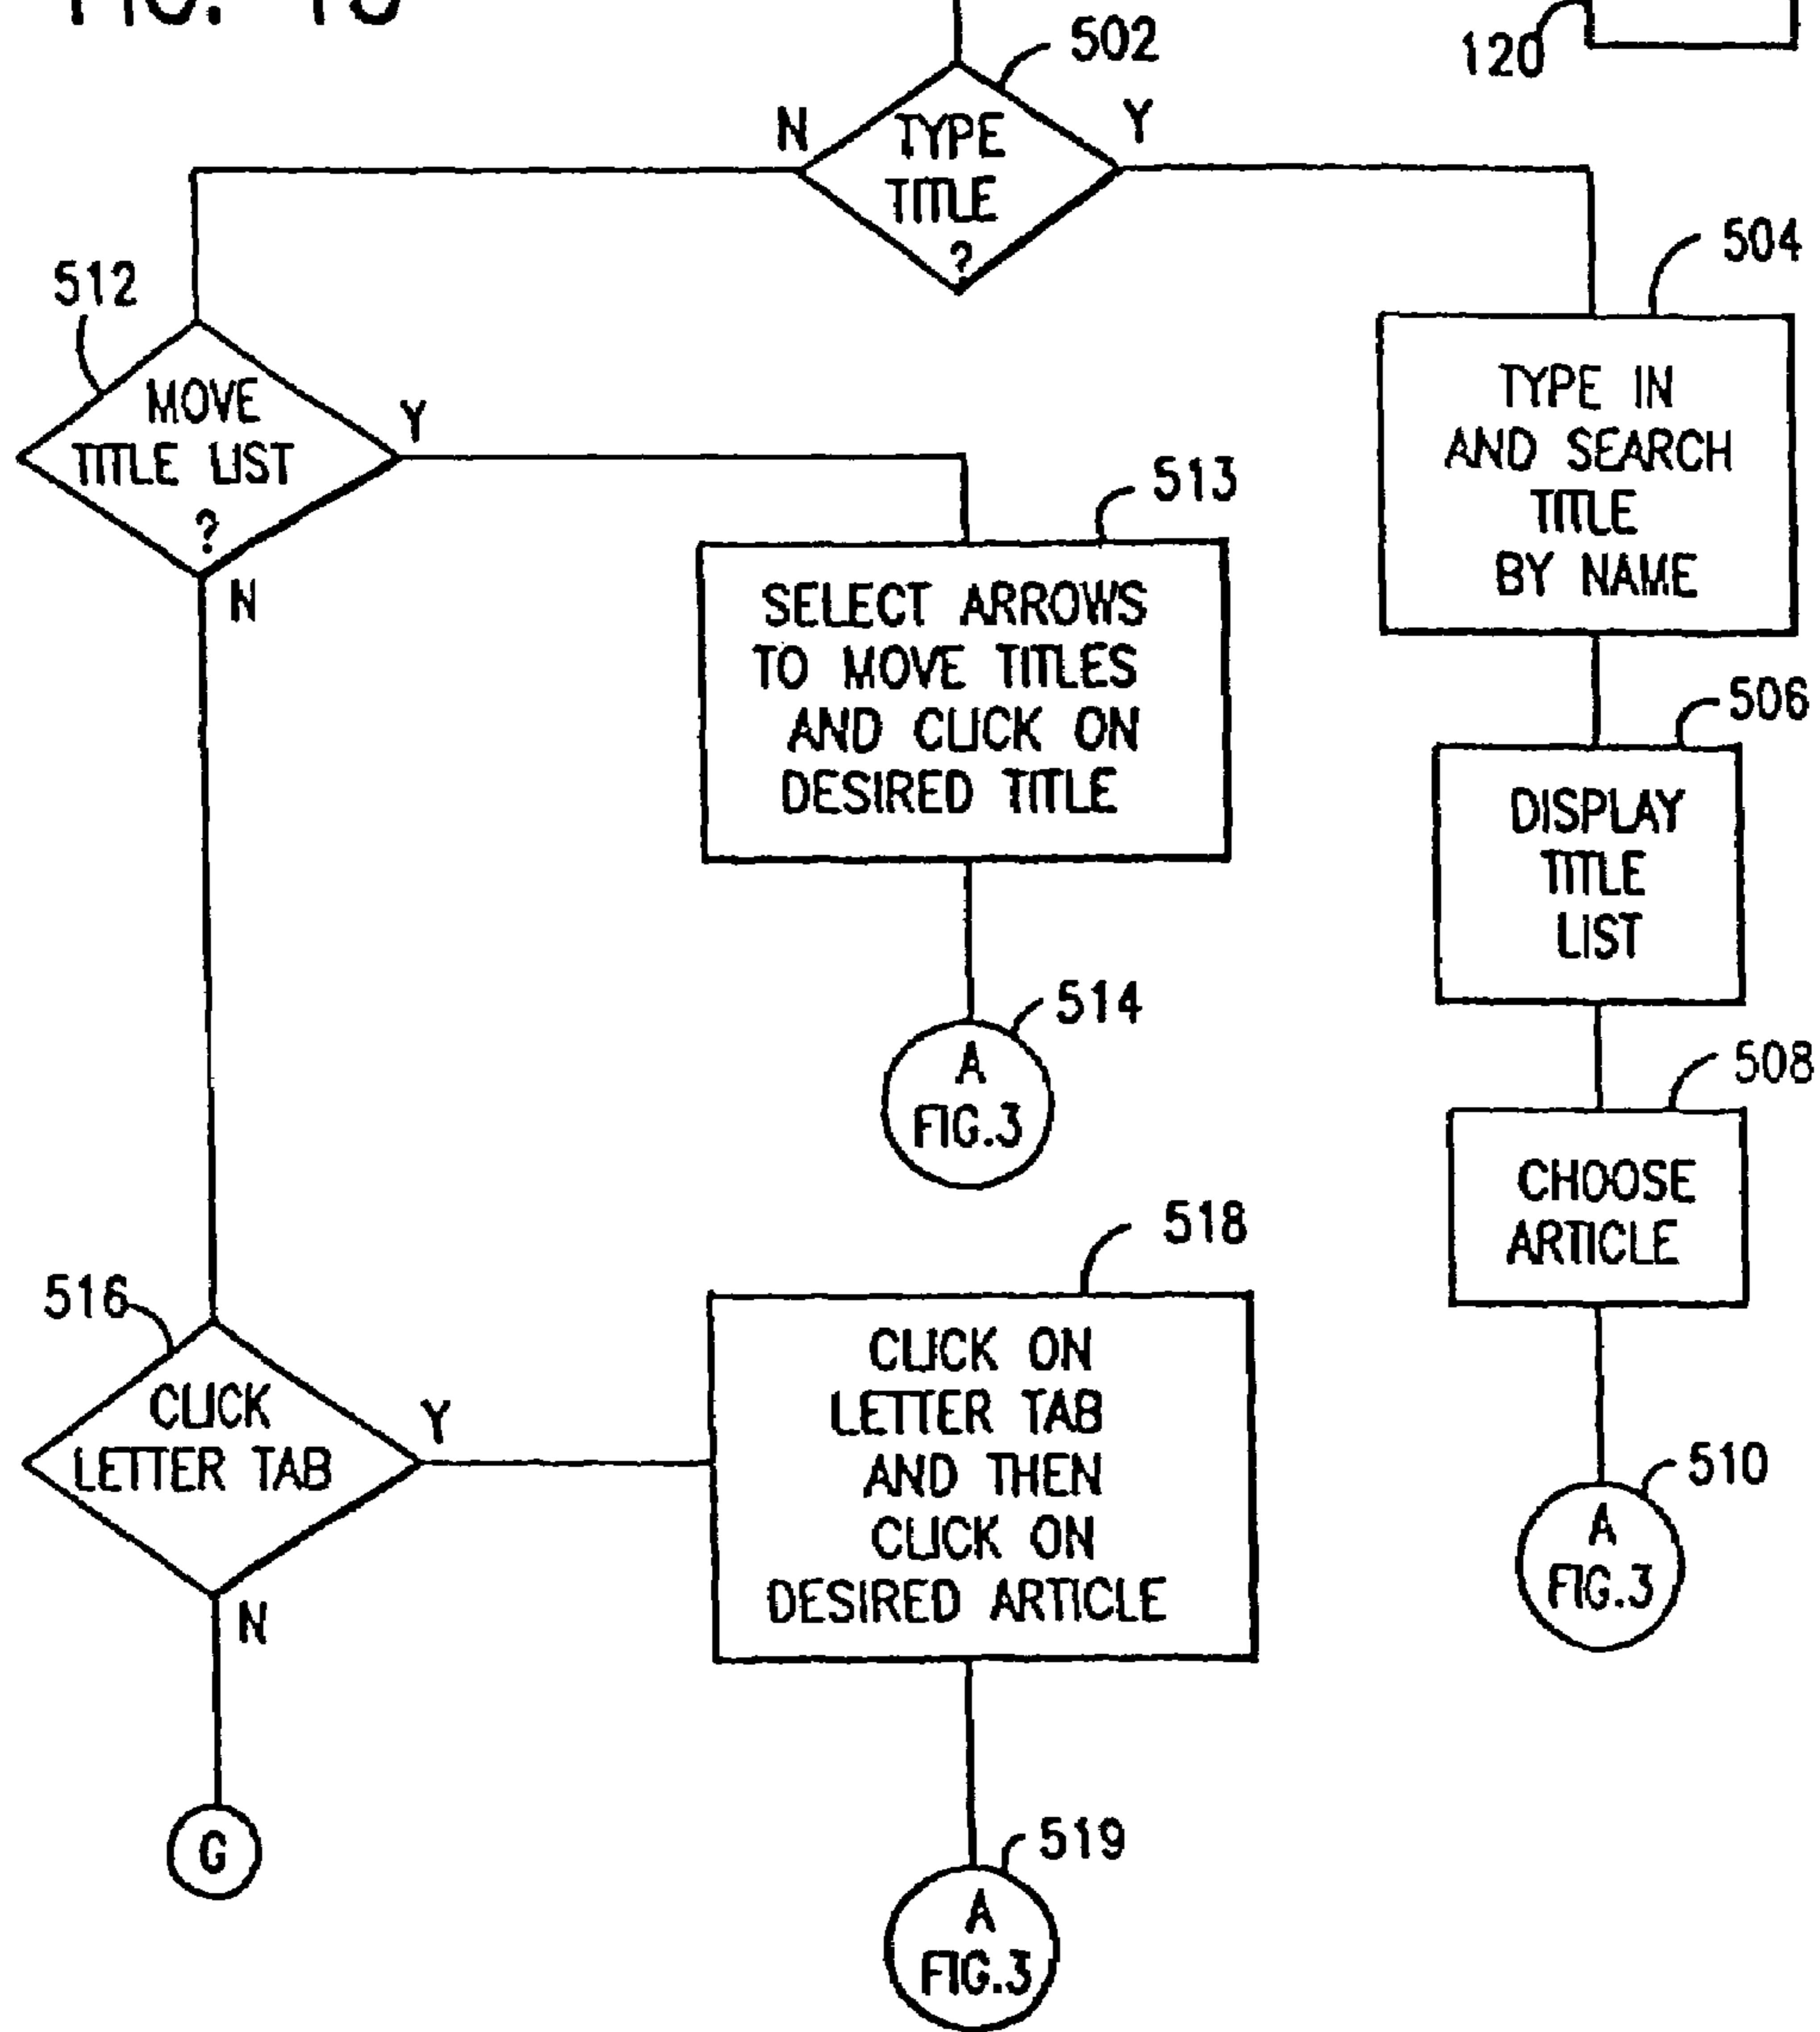 502
120
N
Y
TYPE
TITLE
?
504
512
MOVE
TITLE LIST
?
Y
N
513
TYPE IN
AND SEARCH
TITLE
BY NAME
SELECT ARROWS
TO MOVE TITLES
AND CLICK ON
DESIRED TITLE
506
DISPLAY
TITLE
LIST
514
A
FIG.3
508
CHOOSE
ARTICLE
518
516
CLICK
LETTER TAB
Y
N
CLICK ON
LETTER TAB
AND THEN
CLICK ON
DESIRED ARTICLE
510
A
FIG.3
G
519
A
FIG.3